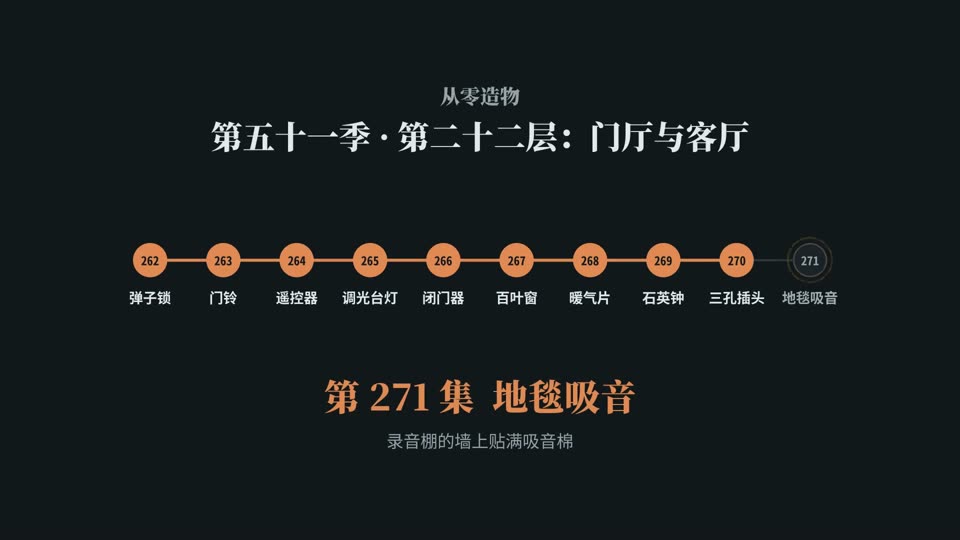 从零造物
第五十一季 · 第二十二层：门厅与客厅
262 263 264 265 266 267 268 269 270 271
弹子锁 门铃 遥控器 调光台灯 闭门器 百叶窗 暖气片 石英钟 三孔插头 地毯吸音
第 271 集 地毯吸音
录音棚的墙上贴满吸音棉